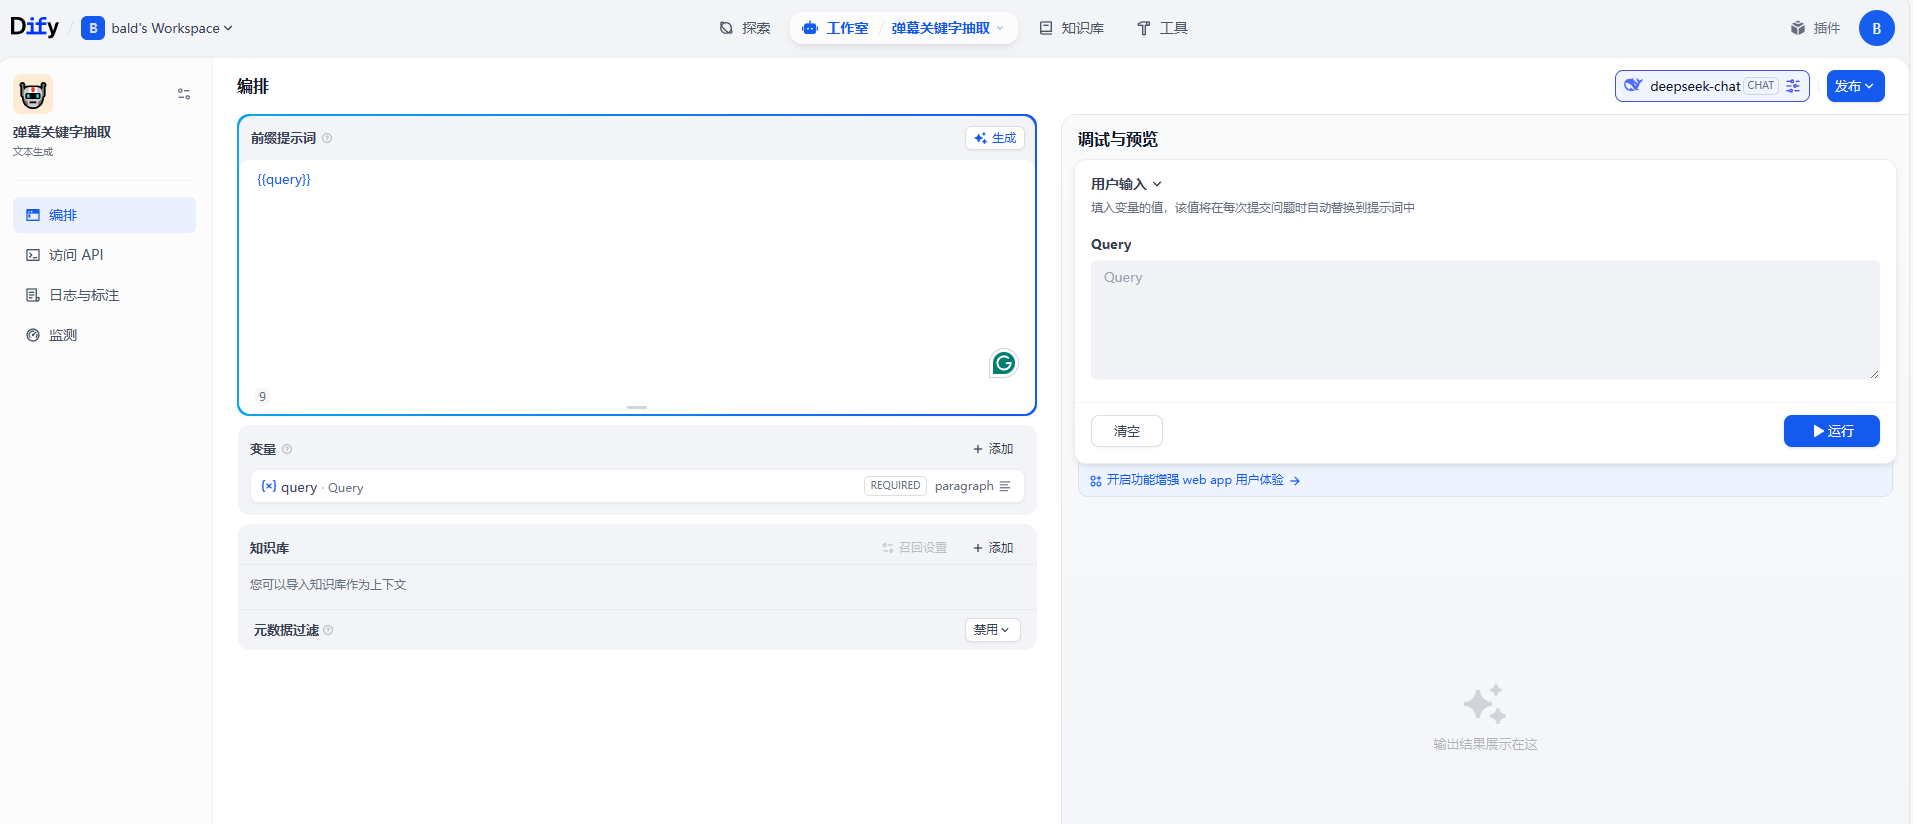 Dify / B bald's Workspace
探索
工作室 / 弹幕关键字抽取
知识库
工具
插件
B
弹幕关键字抽取
文本生成
编排
访问 API
日志与标注
监测
编排
deepseek-chat CHAT
发布
前缀提示词
生成
{{query}}
9
变量
+ 添加
{x} query · Query
REQUIRED paragraph
知识库
召回设置
+ 添加
您可以导入知识库作为上下文
元数据过滤
禁用
调试与预览
用户输入
填入变量的值，该值将在每次提交问题时自动替换到提示词中
Query
Query
清空
运行
开启功能增强 web app 用户体验 →
输出结果展示在这